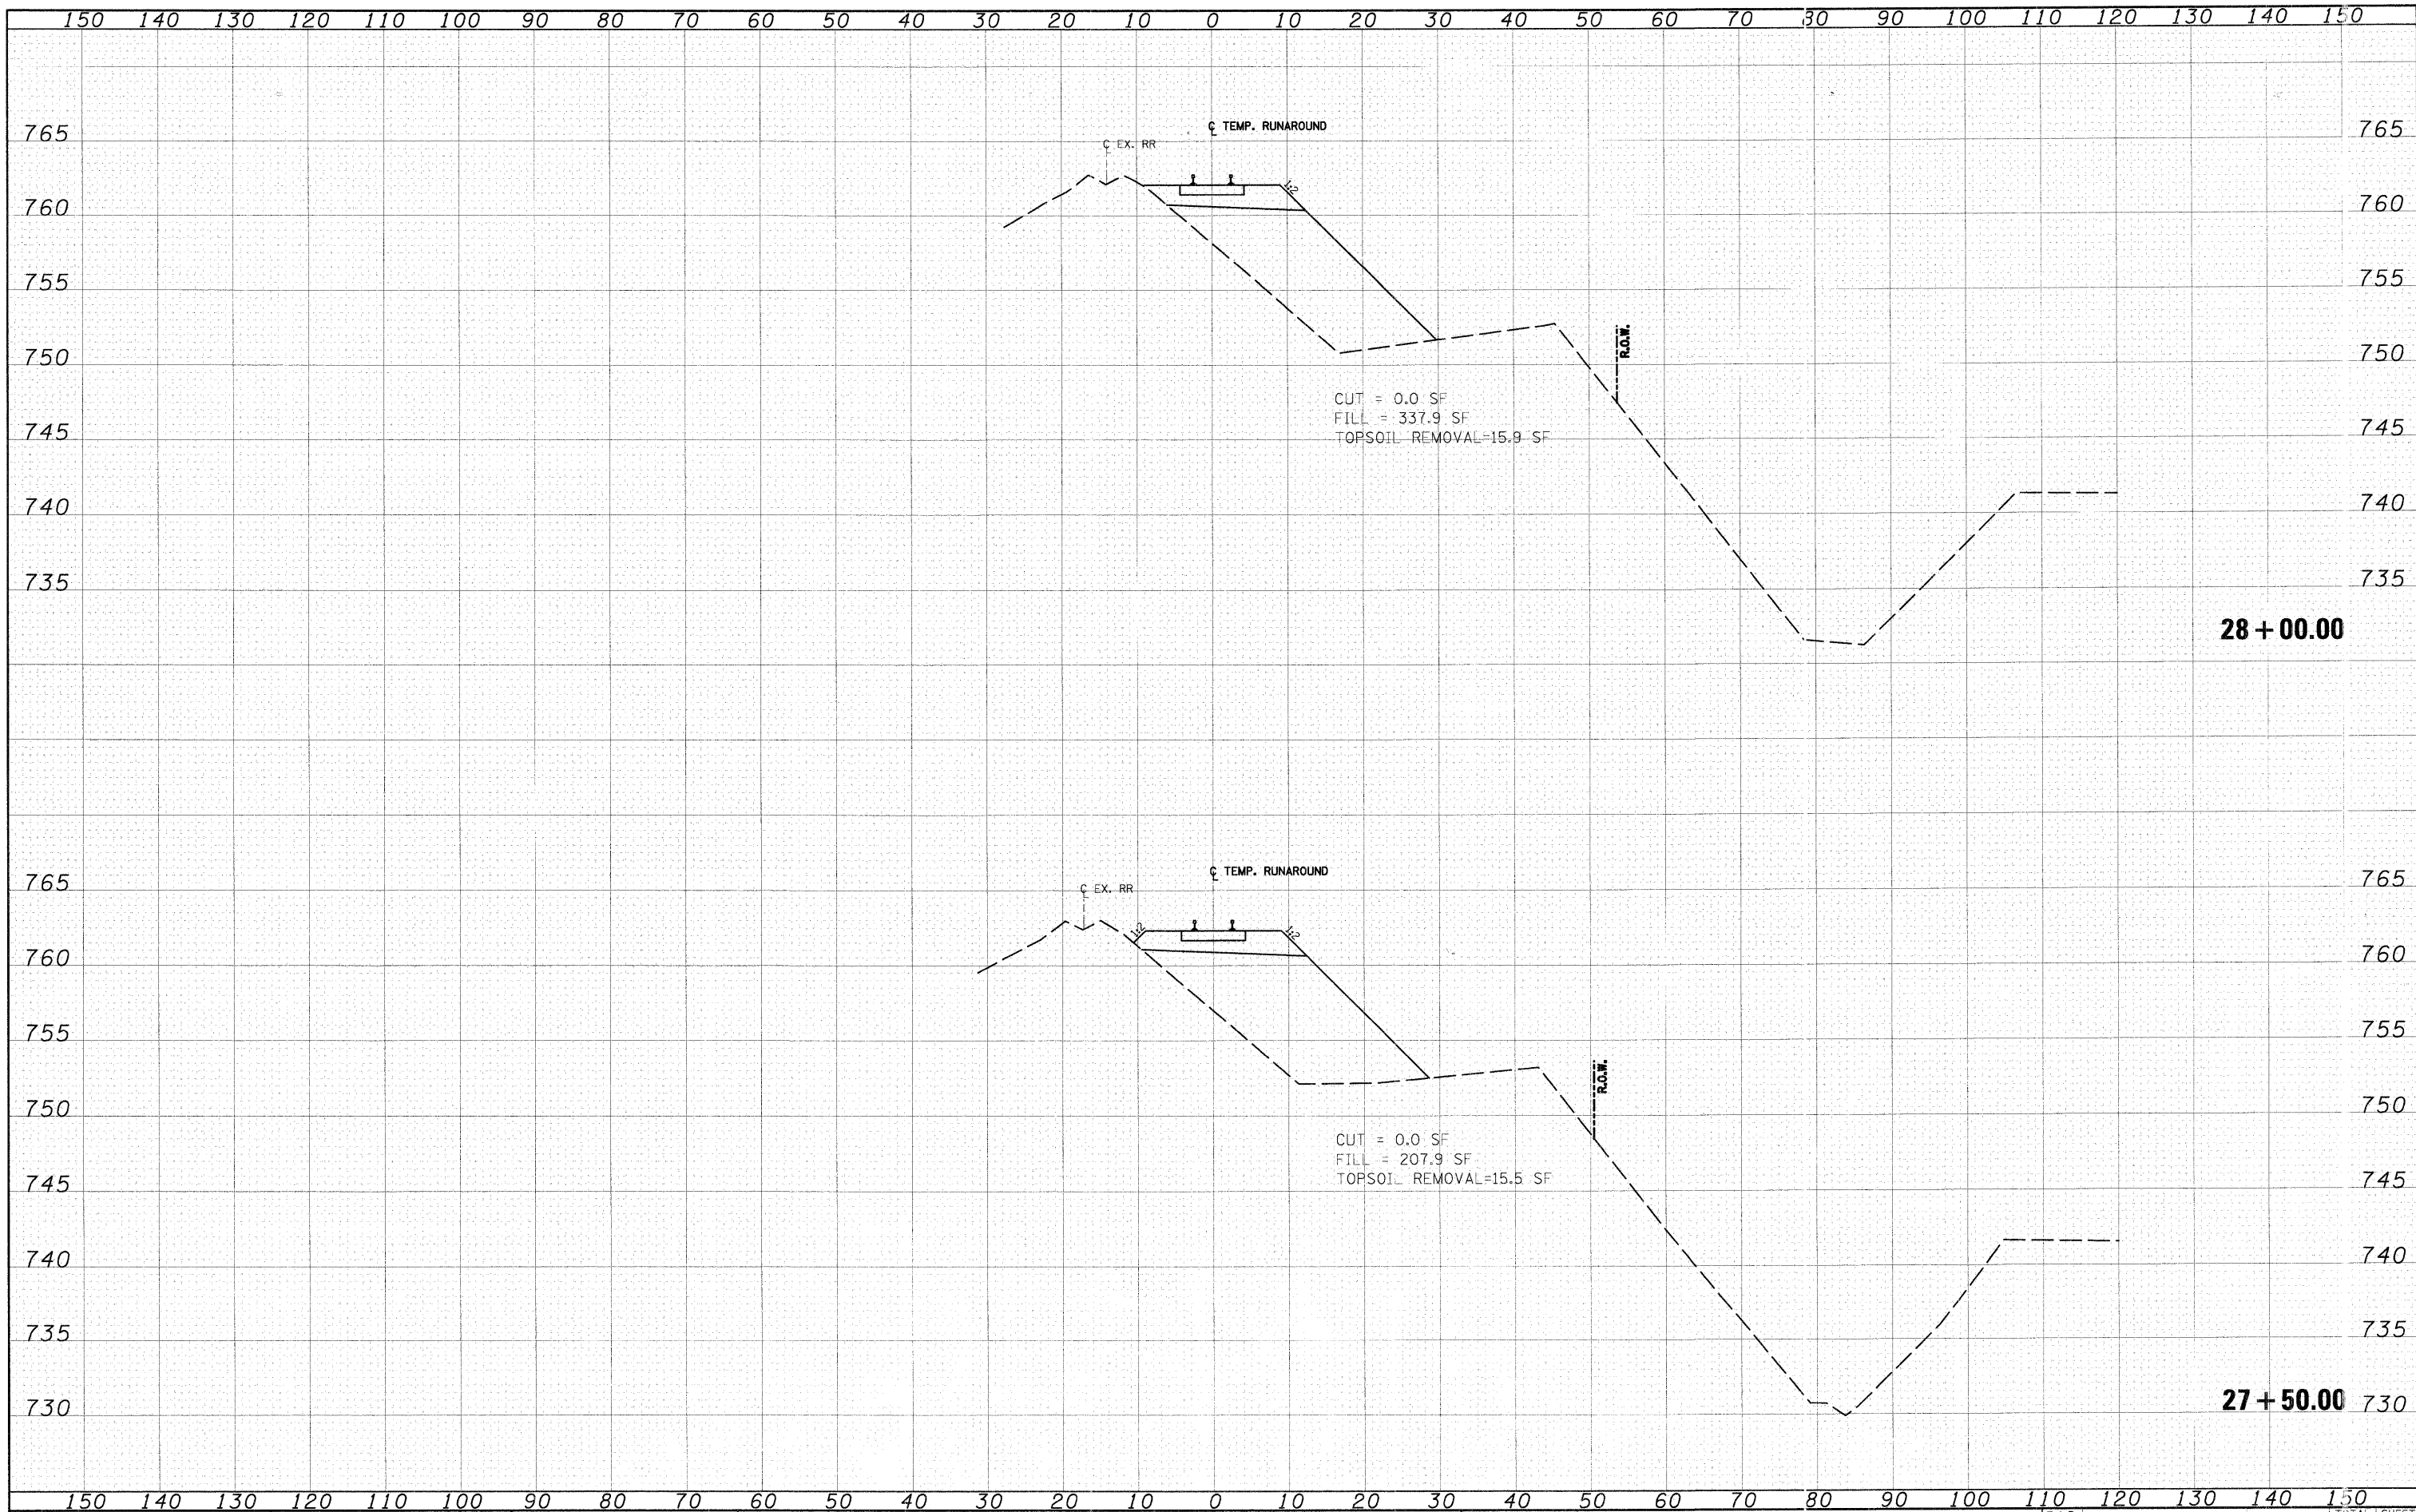 150 140 130 120 110 100 90 80 70 60 50 40 30 20 10 0 10 20 30 40 50 60 70 80 90 100 110 120 130 140 150
℄ TEMP. RUNAROUND
765 765
℄ EX. RR
1:2
760 760
755 755
R.O.W.
750 750
CUT = 0.0 SF
FILL = 337.9 SF
745 745
TOPSOIL REMOVAL=15.9 SF
740 740
735 735
28+00.00
℄ TEMP. RUNAROUND
765 765
℄ EX. RR
1:2 1:2
760 760
755 755
R.O.W.
750 750
CUT = 0.0 SF
FILL = 207.9 SF
TOPSOIL REMOVAL=15.5 SF
745 745
740 740
735 735
730 27+50.00 730
150 140 130 120 110 100 90 80 70 60 50 40 30 20 10 0 10 20 30 40 50 60 70 80 90 100 110 120 130 140 150